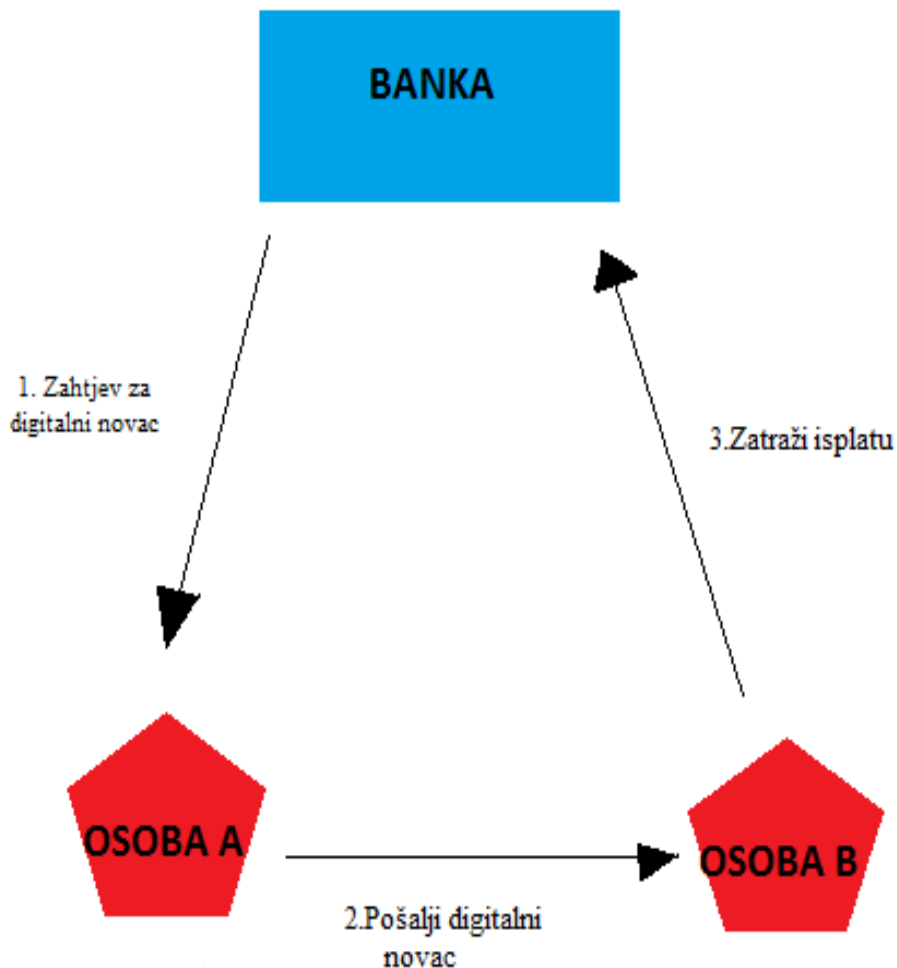 BANKA
1. Zahtjev za
digitalni novac
3.Zatraži isplatu
OSOBA A
OSOBA B
2.Pošalji digitalni
novac